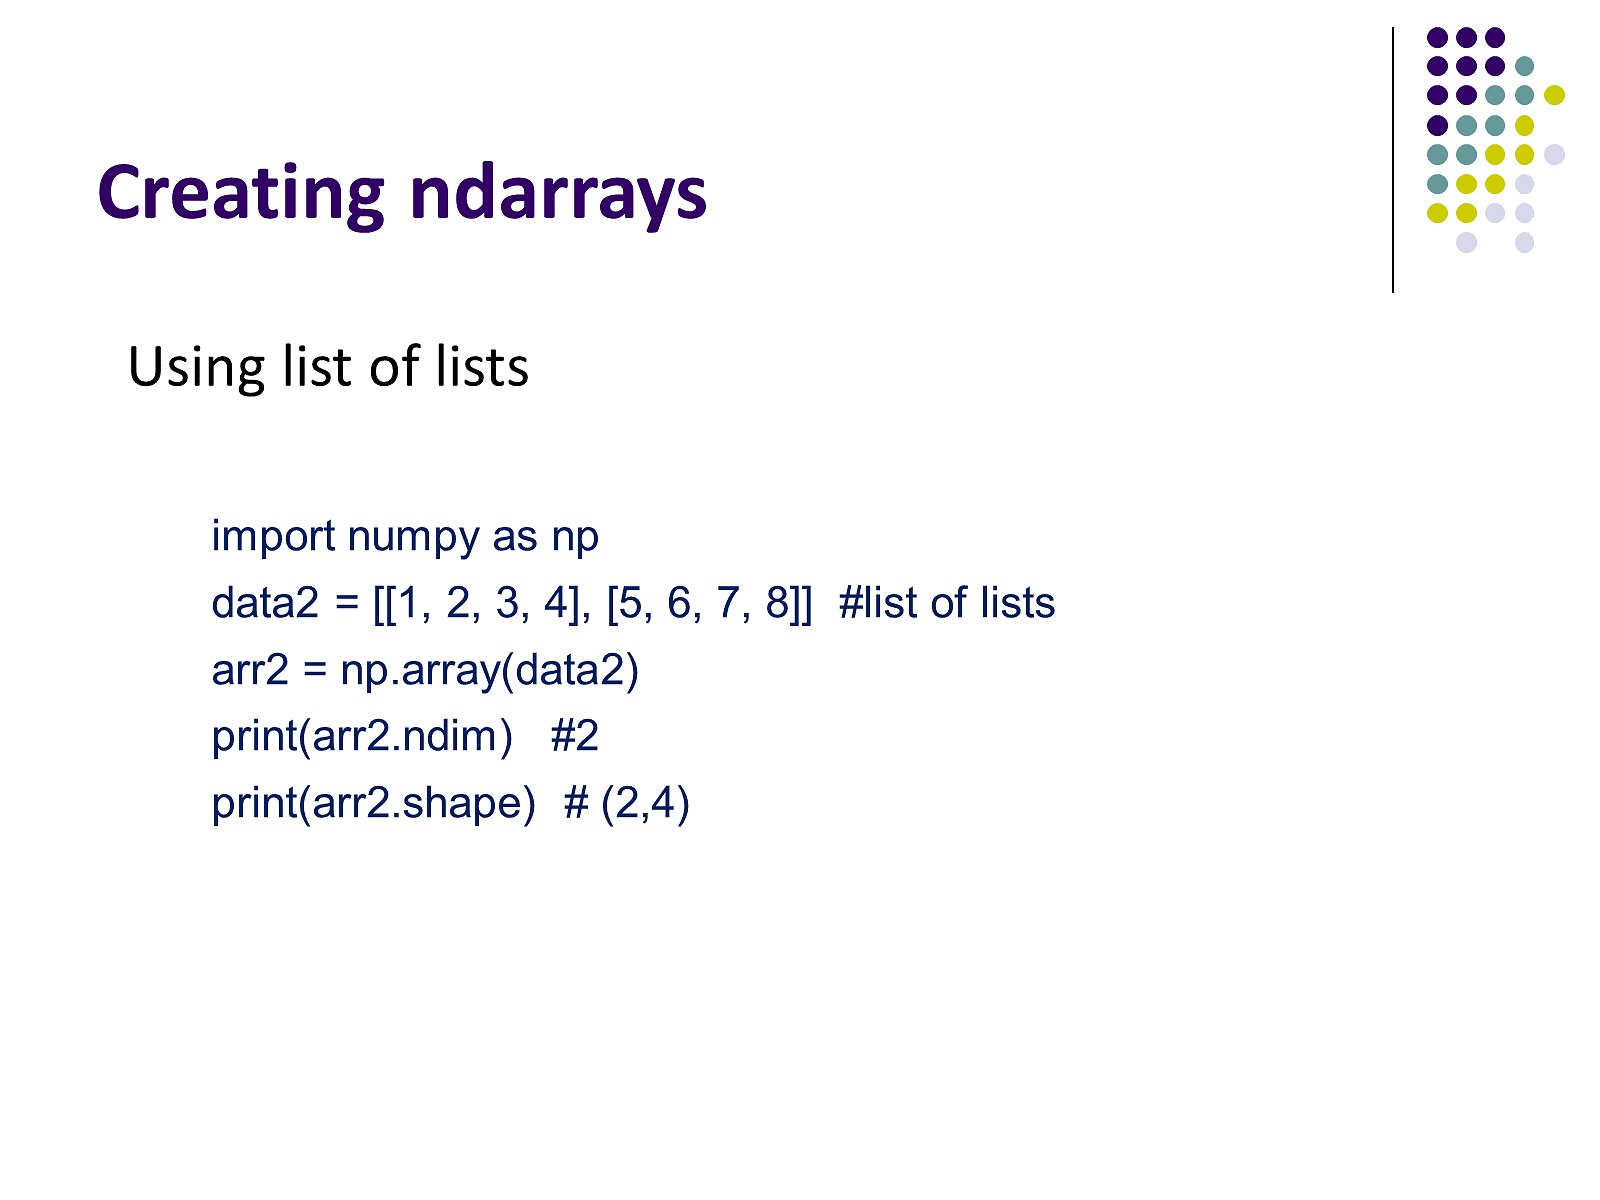 Creating ndarrays
Using list of lists
import numpy as np
data2 = [[1, 2, 3, 4], [5, 6, 7, 8]]  #list of lists
arr2 = np.array(data2)
print(arr2.ndim)   #2
print(arr2.shape)  # (2,4)